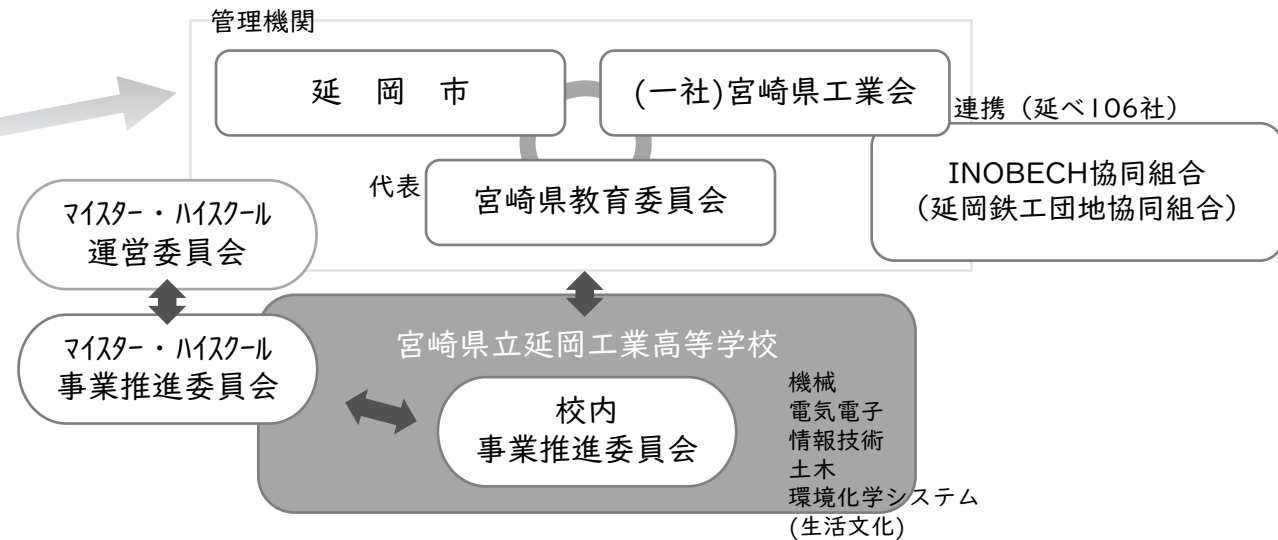 管理機関
延 岡 市
(一社)宮崎県工業会
連携（延べ106社）
代表
宮崎県教育委員会
INOBECH協同組合
（延岡鉄工団地協同組合）
ﾏｲｽﾀｰ・ﾊｲｽｸｰﾙ
運営委員会
ﾏｲｽﾀｰ・ﾊｲｽｸｰﾙ
事業推進委員会
宮崎県立延岡工業高等学校
校内
事業推進委員会
機械
電気電子
情報技術
土木
環境化学システム
(生活文化)